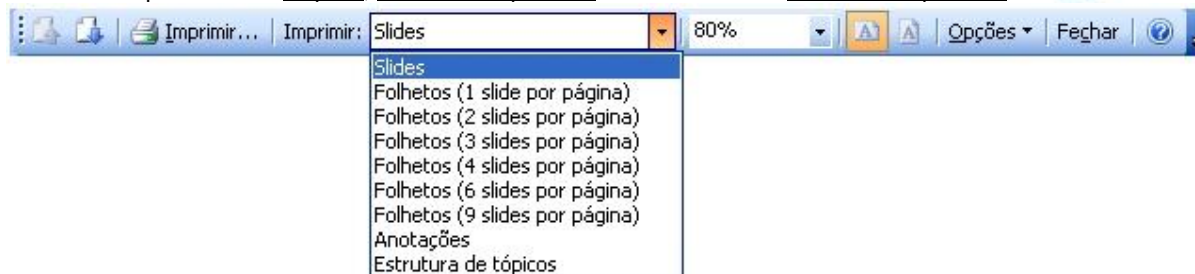 Imprimir... Imprimir: Slides 80% Opções Fechar
Slides
Folhetos (1 slide por página)
Folhetos (2 slides por página)
Folhetos (3 slides por página)
Folhetos (4 slides por página)
Folhetos (6 slides por página)
Folhetos (9 slides por página)
Anotações
Estrutura de tópicos